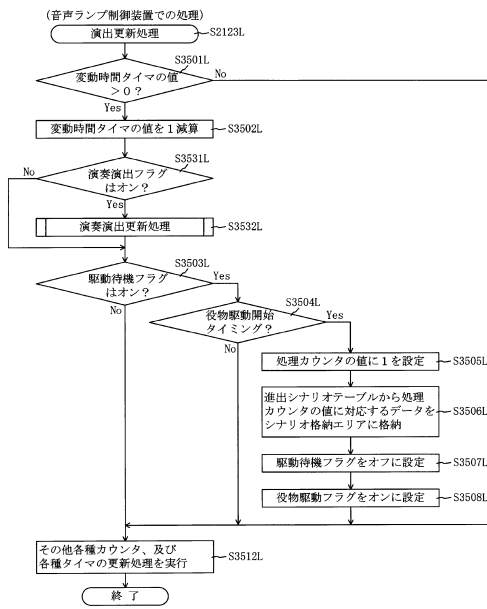 (音声ランプ制御装置での処理)
演出更新処理
S2123L
S3501L
変動時間タイマの値
>0?
No
Yes
変動時間タイマの値を1減算
S3502L
S3531L
No
演奏演出フラグ
はオン?
Yes
演奏演出更新処理
S3532L
S3503L
駆動待機フラグ
はオン?
Yes
No
S3504L
役物駆動開始
タイミング?
Yes
No
処理カウンタの値に1を設定
S3505L
進出シナリオテーブルから処理
カウンタの値に対応するデータを
シナリオ格納エリアに格納
S3506L
駆動待機フラグをオフに設定
S3507L
役物駆動フラグをオンに設定
S3508L
その他各種カウンタ、及び
各種タイマの更新処理を実行
S3512L
終了